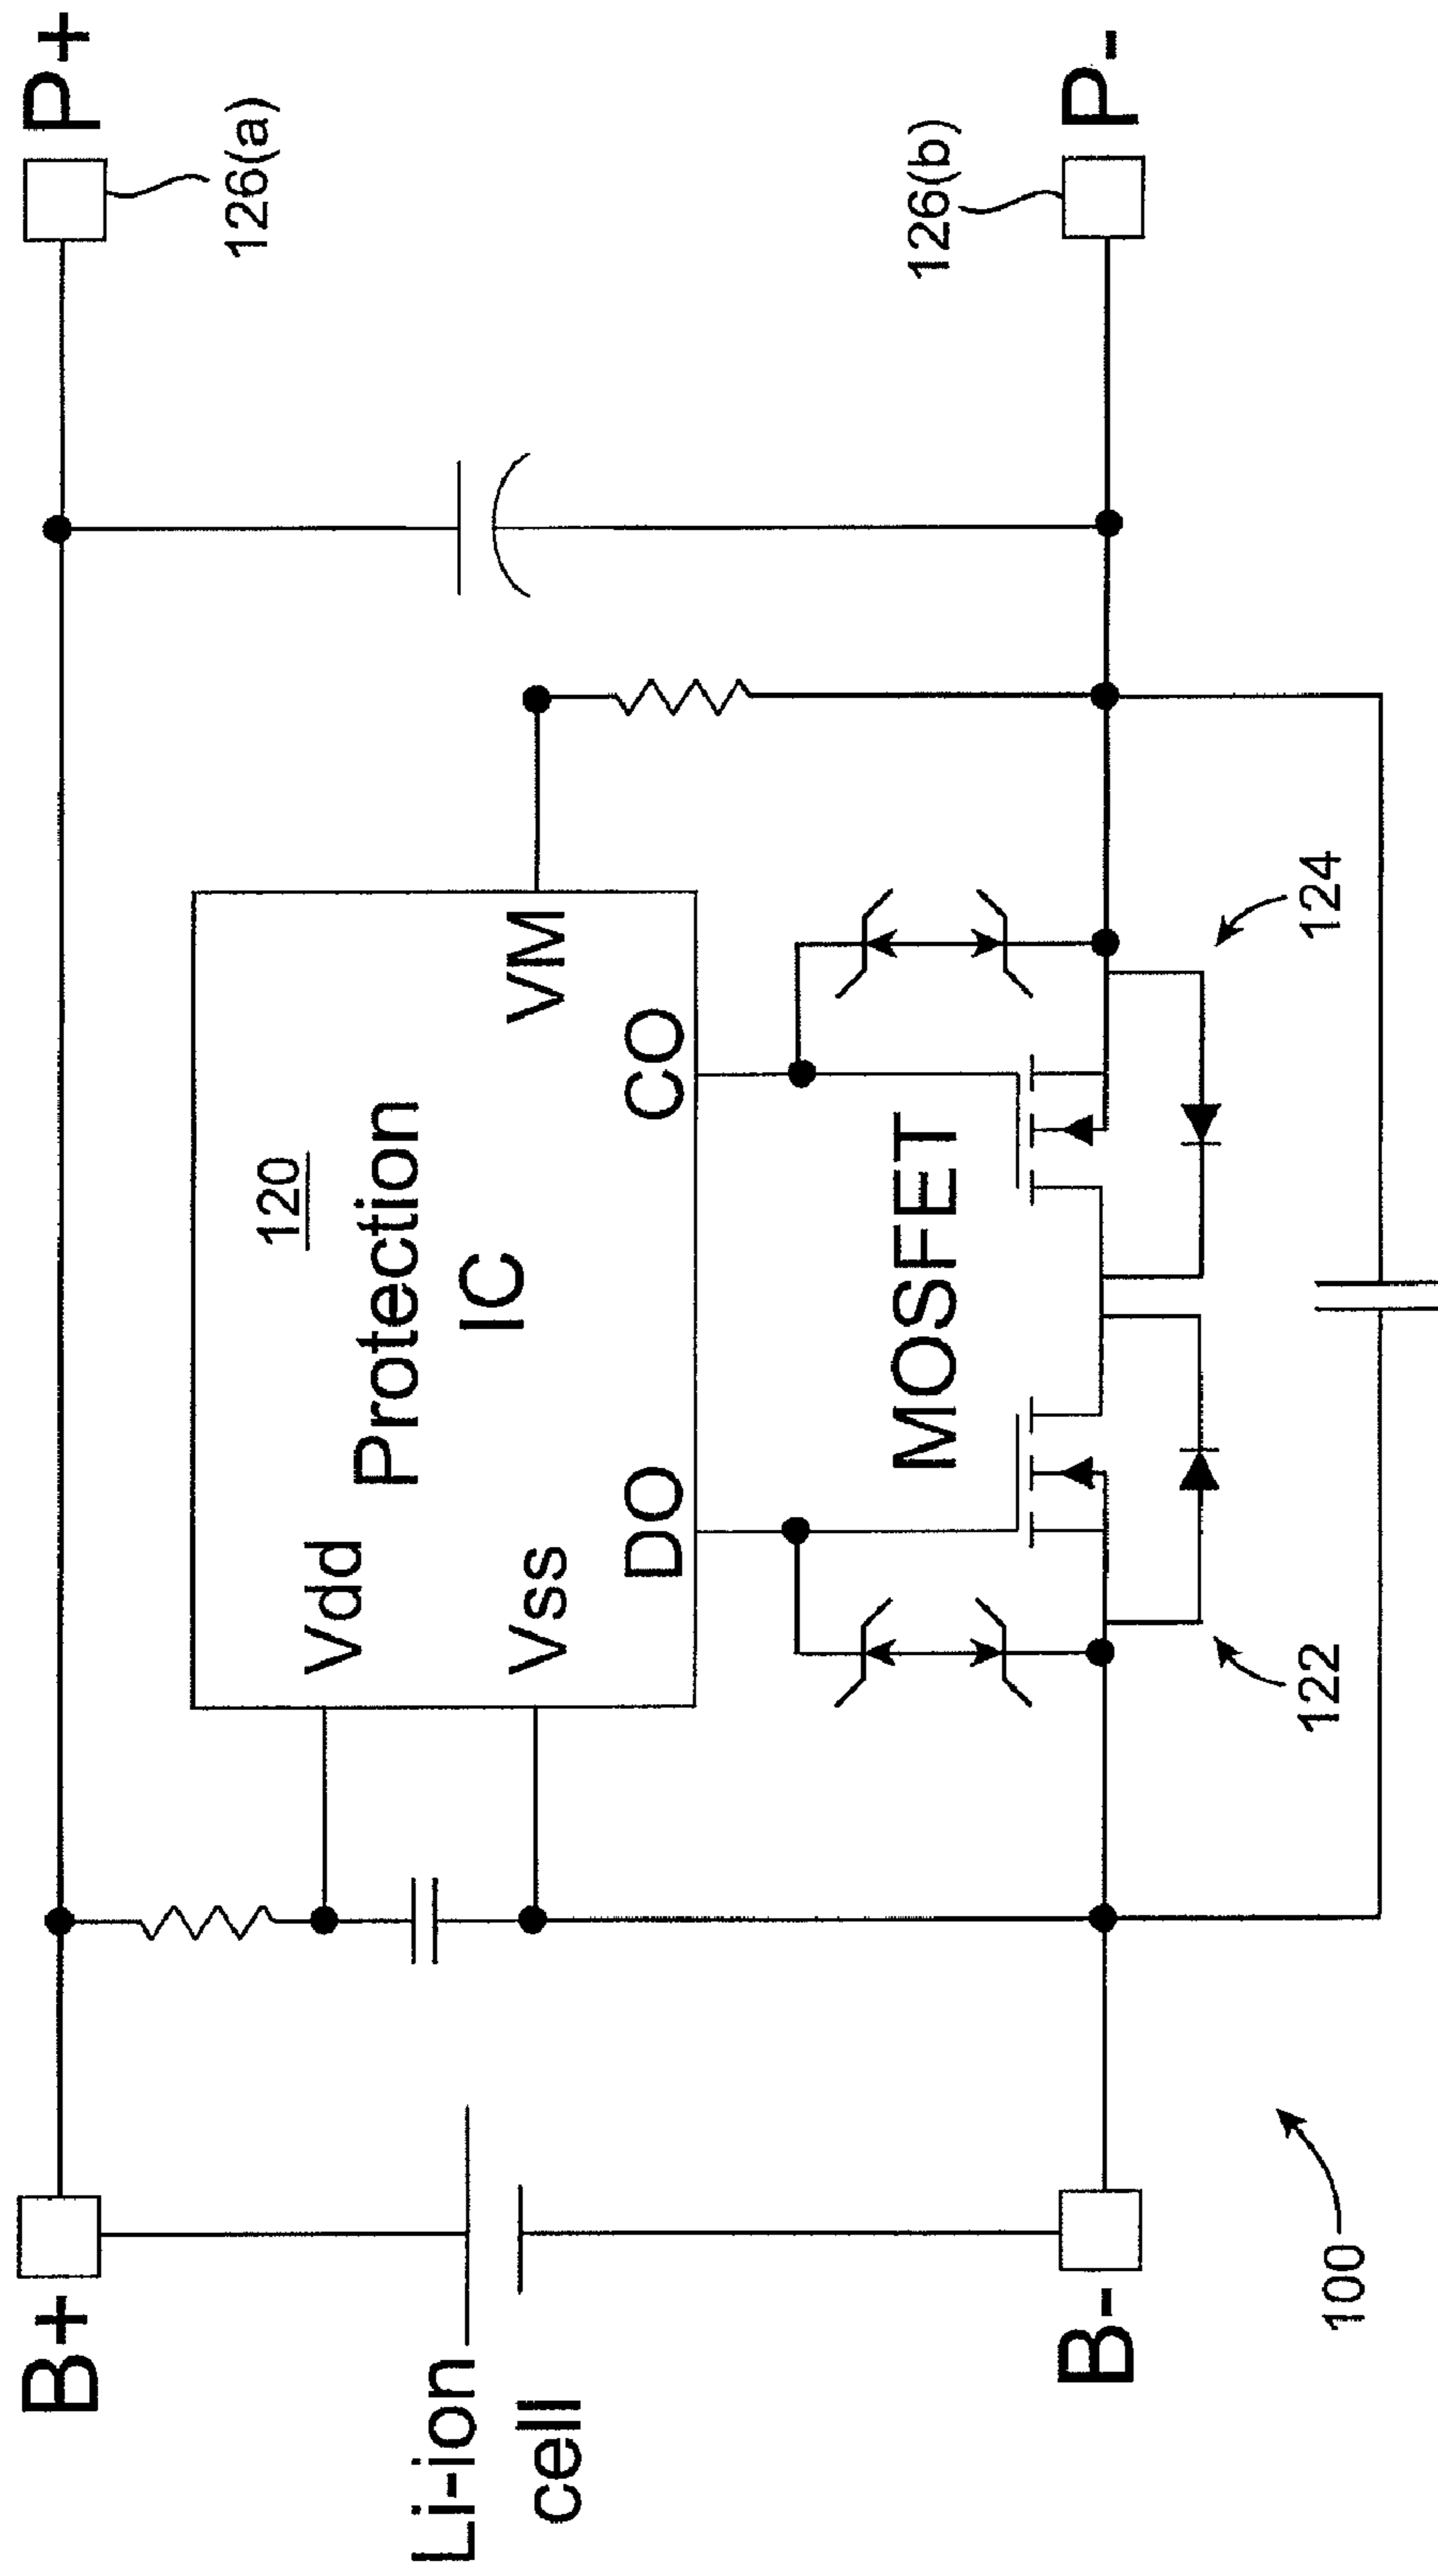 B+
P+
126(a)
Li-ion
cell
Vdd
Vss
120
Protection
IC
VM
DO
CO
MOSFET
126(b)
B-
P-
122
124
100